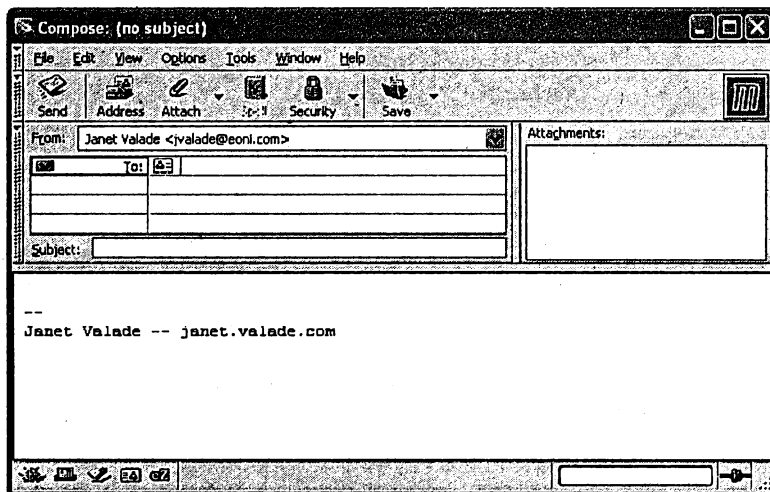 Compose: (no subject)
File Edit View Options Tools Window Help
Send Address Attach Spell Security Save
From: Janet Valade <jvalade@eoni.com>
Attachments:
To:
Subject:
--
Janet Valade -- janet.valade.com